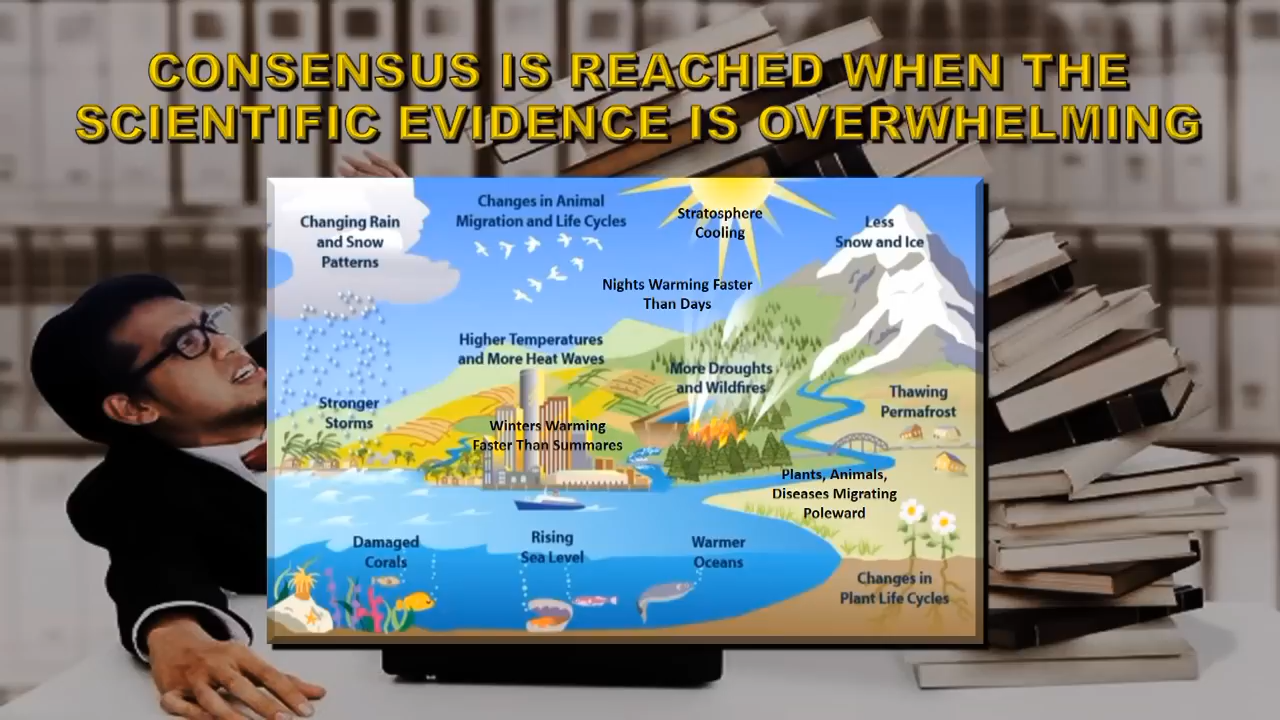 CONSENSUS IS REACHED WHEN THE
SCIENTIFIC EVIDENCE IS OVERWHELMING
Changing Rain
and Snow
Patterns
Changes in Animal
Migration and Life Cycles
Stratosphere
Cooling
Less
Snow and Ice
Nights Warming Faster
Than Days
Higher Temperatures
and More Heat Waves
More Droughts
and Wildfires
Stronger
Storms
Thawing
Permafrost
Winters Warming
Faster Than Summares
Plants, Animals,
Diseases Migrating
Poleward
Damaged
Corals
Rising
Sea Level
Warmer
Oceans
Changes in
Plant Life Cycles